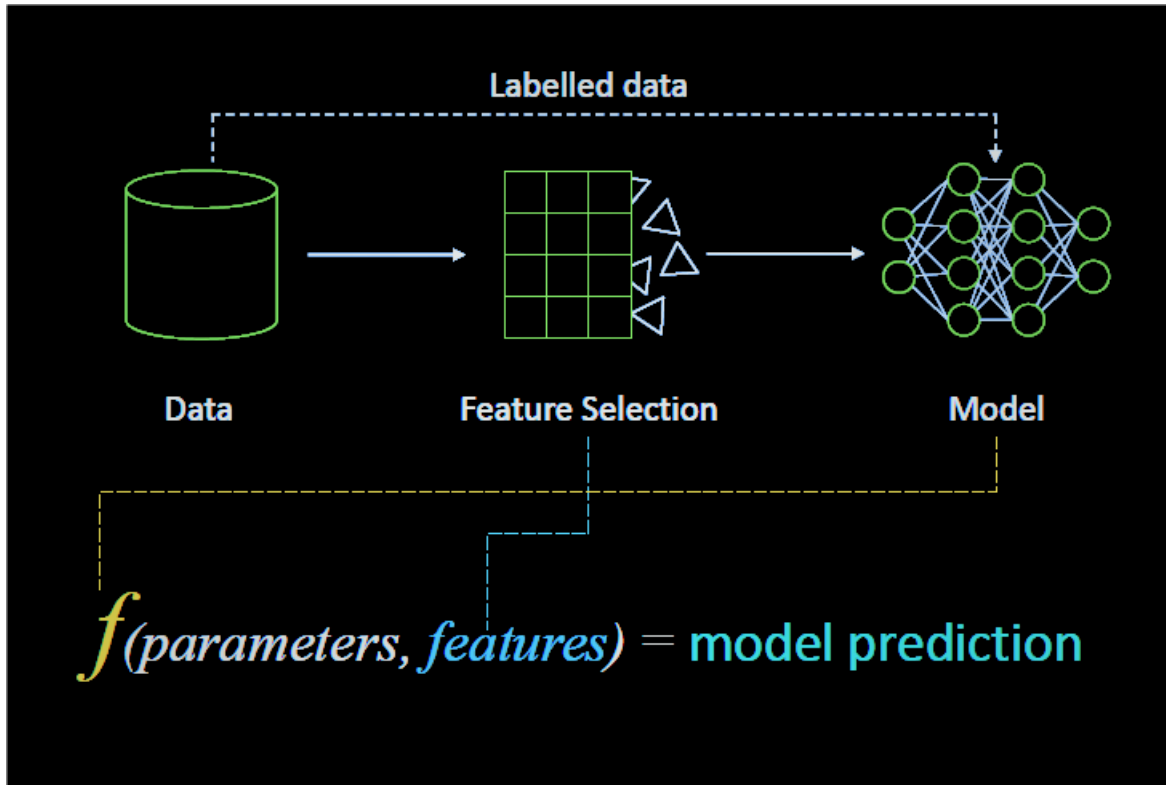 Labelled data
Data Feature Selection Model
f(parameters, features) = model prediction